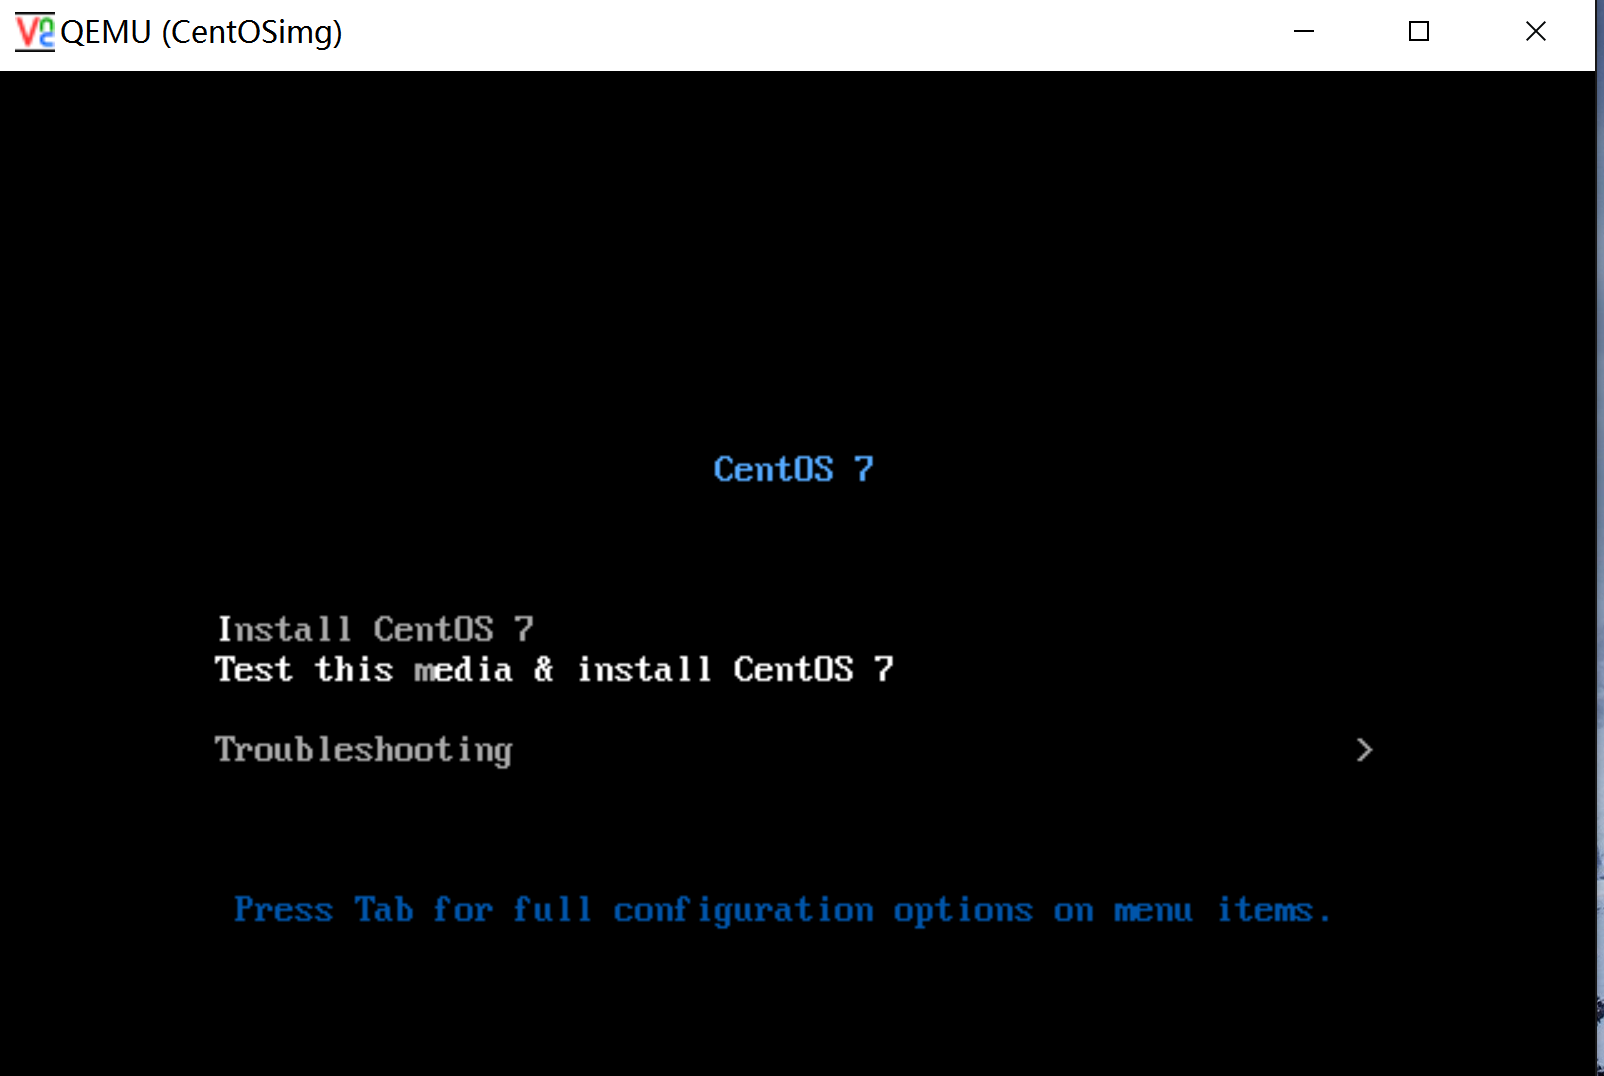 QEMU (CentOSimg)
CentOS 7
Install CentOS 7
Test this media & install CentOS 7
Troubleshooting >
Press Tab for full configuration options on menu items.